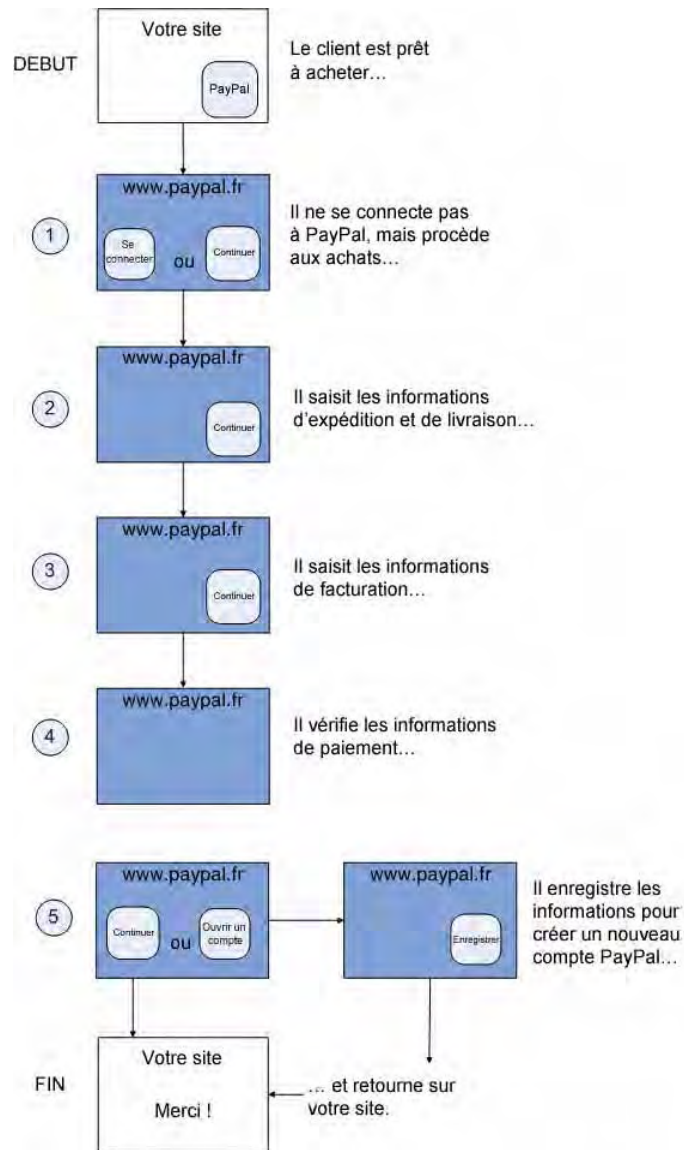 Votre site
DEBUT
PayPal
Le client est prêt
à acheter…
www.paypal.fr
1
Se
connecter
ou
Continuer
Il ne se connecte pas
à PayPal, mais procède
aux achats…
www.paypal.fr
2
Continuer
Il saisit les informations
d'expédition et de livraison…
www.paypal.fr
3
Continuer
Il saisit les informations
de facturation…
www.paypal.fr
4
Il vérifie les informations
de paiement…
www.paypal.fr
5
Continuer
ou
Ouvrir un
compte
www.paypal.fr
Enregistrer
Il enregistre les
informations pour
créer un nouveau
compte PayPal…
FIN
Votre site
Merci !
… et retourne sur
votre site.